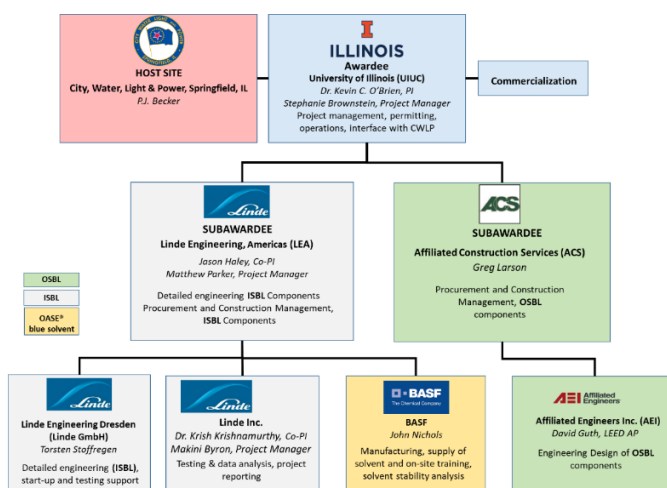 HOST SITE
City, Water, Light & Power, Springfield, IL
P.J. Becker
ILLINOIS
Awardee
University of Illinois (UIUC)
Dr. Kevin C. O'Brien, PI
Stephanie Brownstein, Project Manager
Project management, permitting,
operations, interface with CWLP
Commercialization
Linde
SUBAWARDEE
Linde Engineering, Americas (LEA)
Jason Haley, Co-PI
Matthew Parker, Project Manager
Detailed engineering ISBL Components
Procurement and Construction Management,
ISBL Components
ACS
SUBAWARDEE
Affiliated Construction Services (ACS)
Greg Larson
Procurement and Construction
Management, OSBL
components
OSBL
ISBL
OASE®
blue solvent
Linde
Linde Engineering Dresden
(Linde GmbH)
Torsten Stoffregen
Detailed engineering (ISBL),
start-up and testing support
Linde
Linde Inc.
Dr. Krish Krishnamurthy, Co-PI
Makini Byron, Project Manager
Testing & data analysis, project
reporting
BASF
The Chemical Company
BASF
John Nichols
Manufacturing, supply of
solvent and on-site training,
solvent stability analysis
AEI Affiliated
Engineers
Affiliated Engineers Inc. (AEI)
David Guth, LEED AP
Engineering Design of OSBL
components